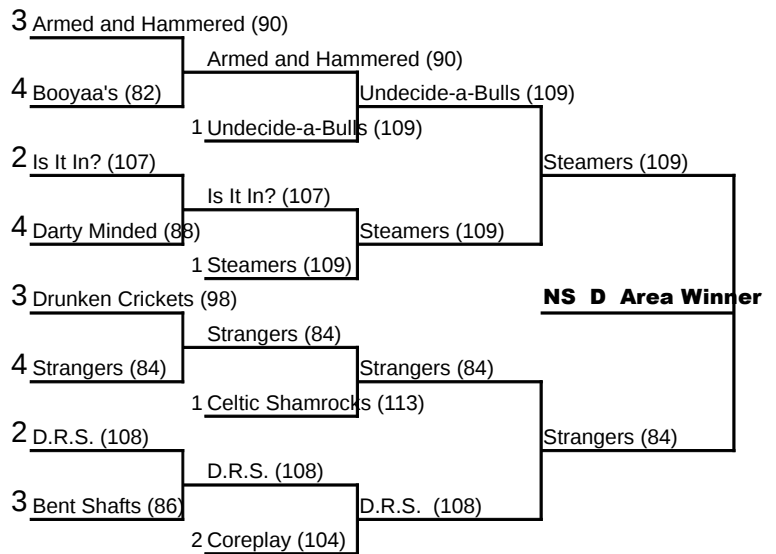 3 Armed and Hammered (90)
Armed and Hammered (90)
4 Booyaa's (82)
Undecide-a-Bulls (109)
1 Undecide-a-Bulls (109)
2 Is It In? (107)
Steamers (109)
Is It In? (107)
4 Darty Minded (88)
Steamers (109)
1 Steamers (109)
3 Drunken Crickets (98)
NS D Area Winner
Strangers (84)
4 Strangers (84)
Strangers (84)
1 Celtic Shamrocks (113)
2 D.R.S. (108)
Strangers (84)
D.R.S. (108)
3 Bent Shafts (86)
D.R.S. (108)
2 Coreplay (104)